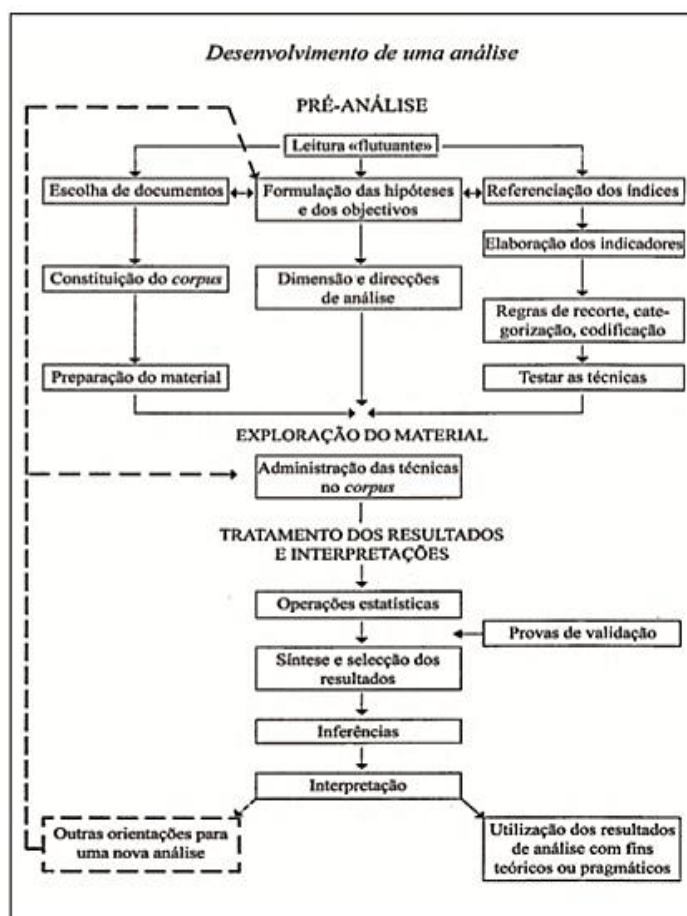 Desenvolvimento de uma análise
PRÉ-ANÁLISE
Leitura «flutuante»
Escolha de documentos
Formulação das hipóteses
e dos objectivos
Referenciação dos índices
Elaboração dos indicadores
Constituição do corpus
Dimensão e direcções
de análise
Regras de recorte, cate-
gorização, codificação
Preparação do material
Testar as técnicas
EXPLORAÇÃO DO MATERIAL
Administração das técnicas
no corpus
TRATAMENTO DOS RESULTADOS
E INTERPRETAÇÕES
Operações estatísticas
Provas de validação
Síntese e selecção dos
resultados
Inferências
Interpretação
Outras orientações para
uma nova análise
Utilização dos resultados
de análise com fins
teóricos ou pragmáticos